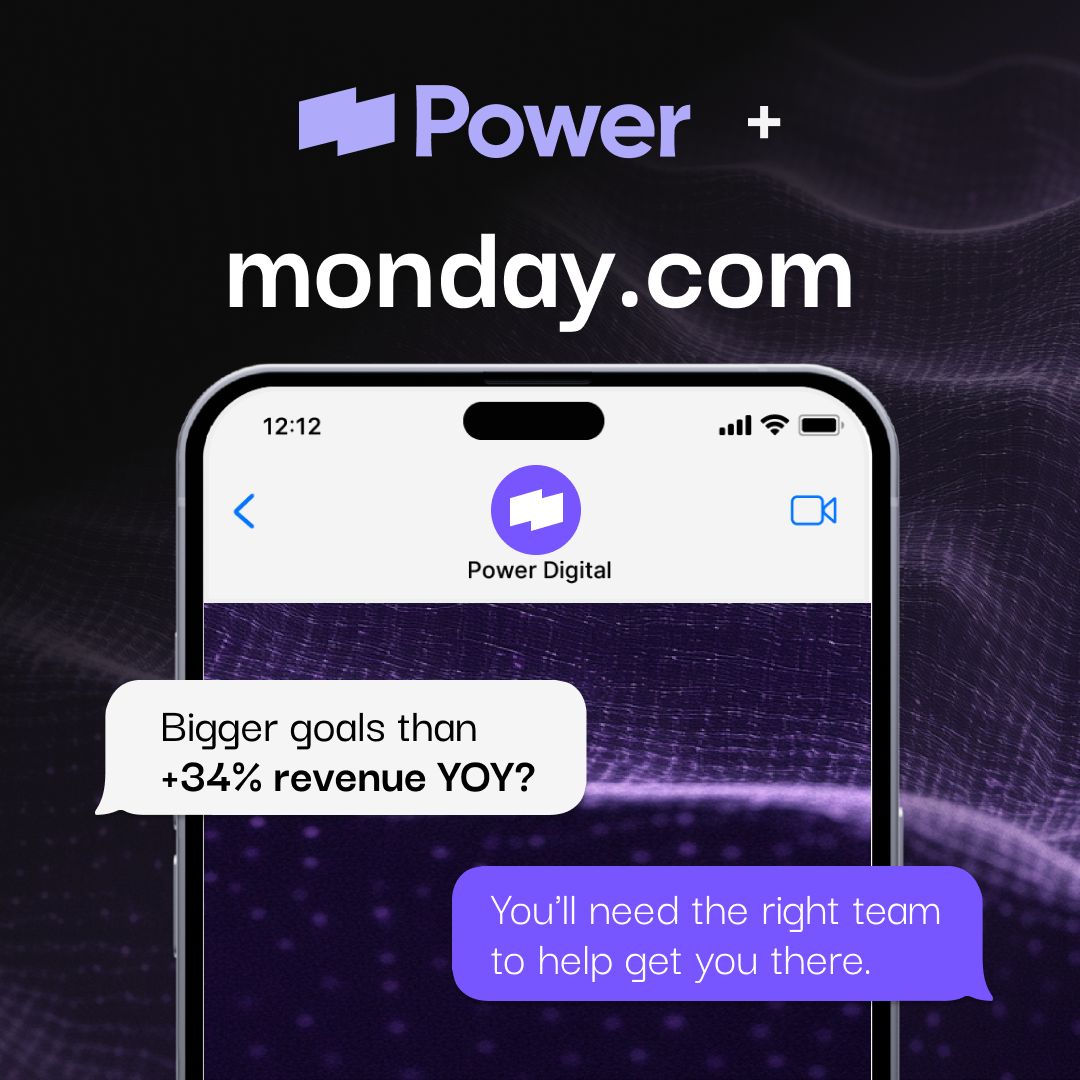 Power +
monday.com
12:12
Power Digital
Bigger goals than
+34% revenue YOY?
You’ll need the right team
to help get you there.